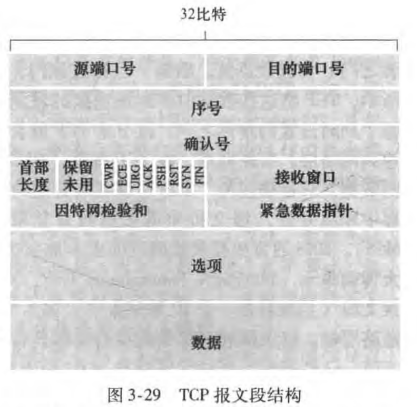 32比特
源端口号 目的端口号
序号
确认号
首部长度 保留未用 CWR ECE URG ACK PSH RST SYN FIN 接收窗口
因特网检验和 紧急数据指针
选项
数据
图 3-29 TCP 报文段结构